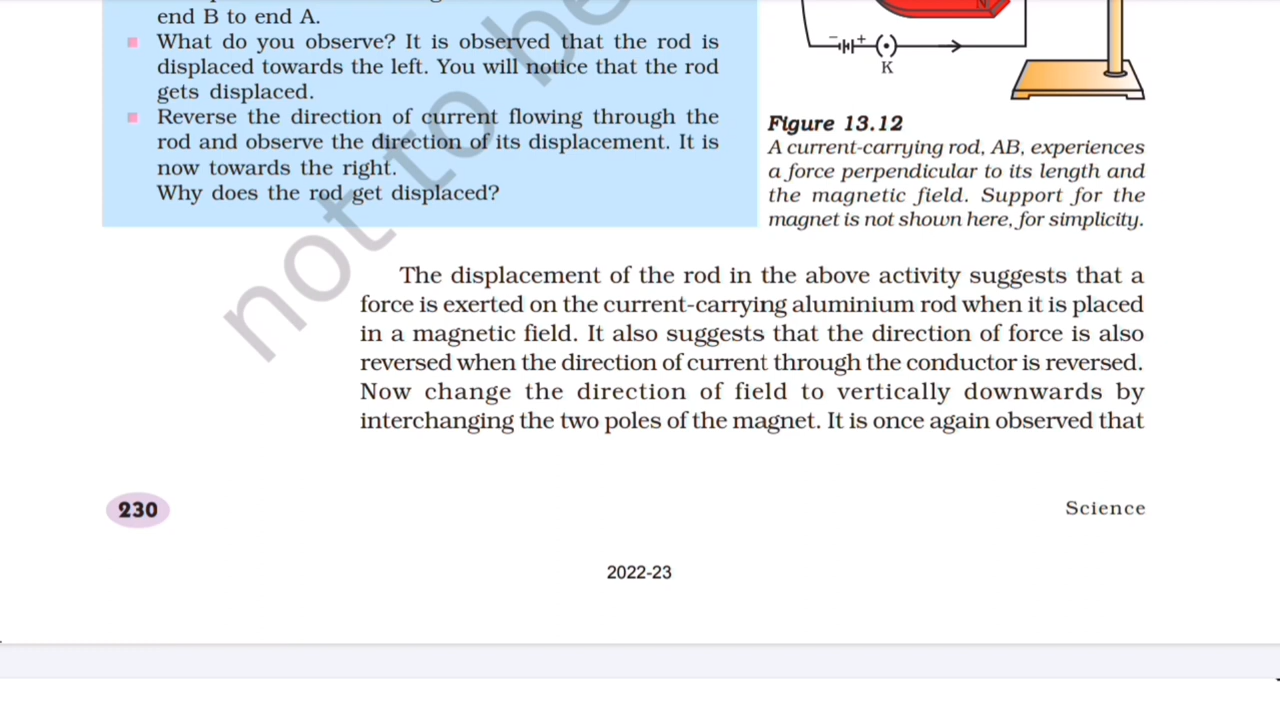 end B to end A.
What do you observe? It is observed that the rod is
displaced towards the left. You will notice that the rod
gets displaced.
Reverse the direction of current flowing through the
rod and observe the direction of its displacement. It is
now towards the right.
Why does the rod get displaced?
N
– +
K
Figure 13.12
A current-carrying rod, AB, experiences
a force perpendicular to its length and
the magnetic field. Support for the
magnet is not shown here, for simplicity.
not to be
The displacement of the rod in the above activity suggests that a
force is exerted on the current-carrying aluminium rod when it is placed
in a magnetic field. It also suggests that the direction of force is also
reversed when the direction of current through the conductor is reversed.
Now change the direction of field to vertically downwards by
interchanging the two poles of the magnet. It is once again observed that
230
Science
2022-23